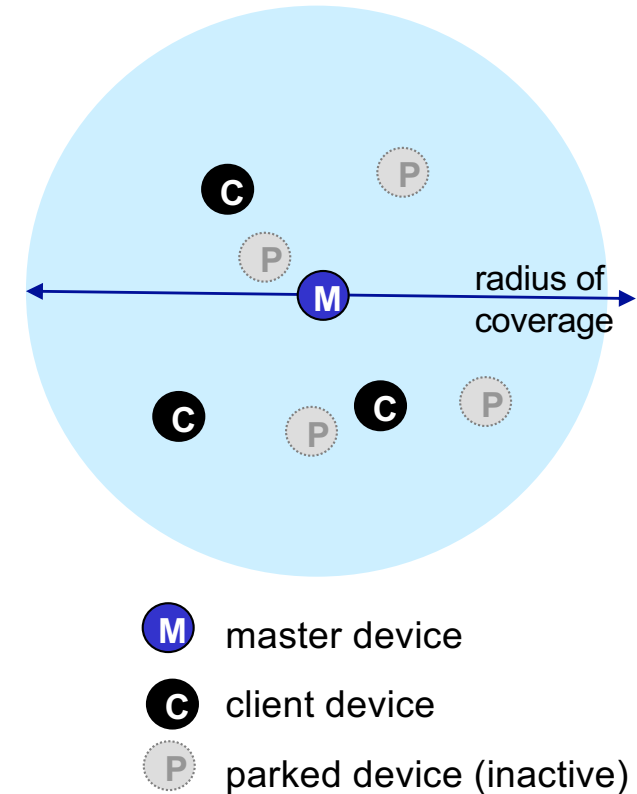 P
C
P
M
radius of
coverage
C
C
P
P
M master device
C client device
P parked device (inactive)